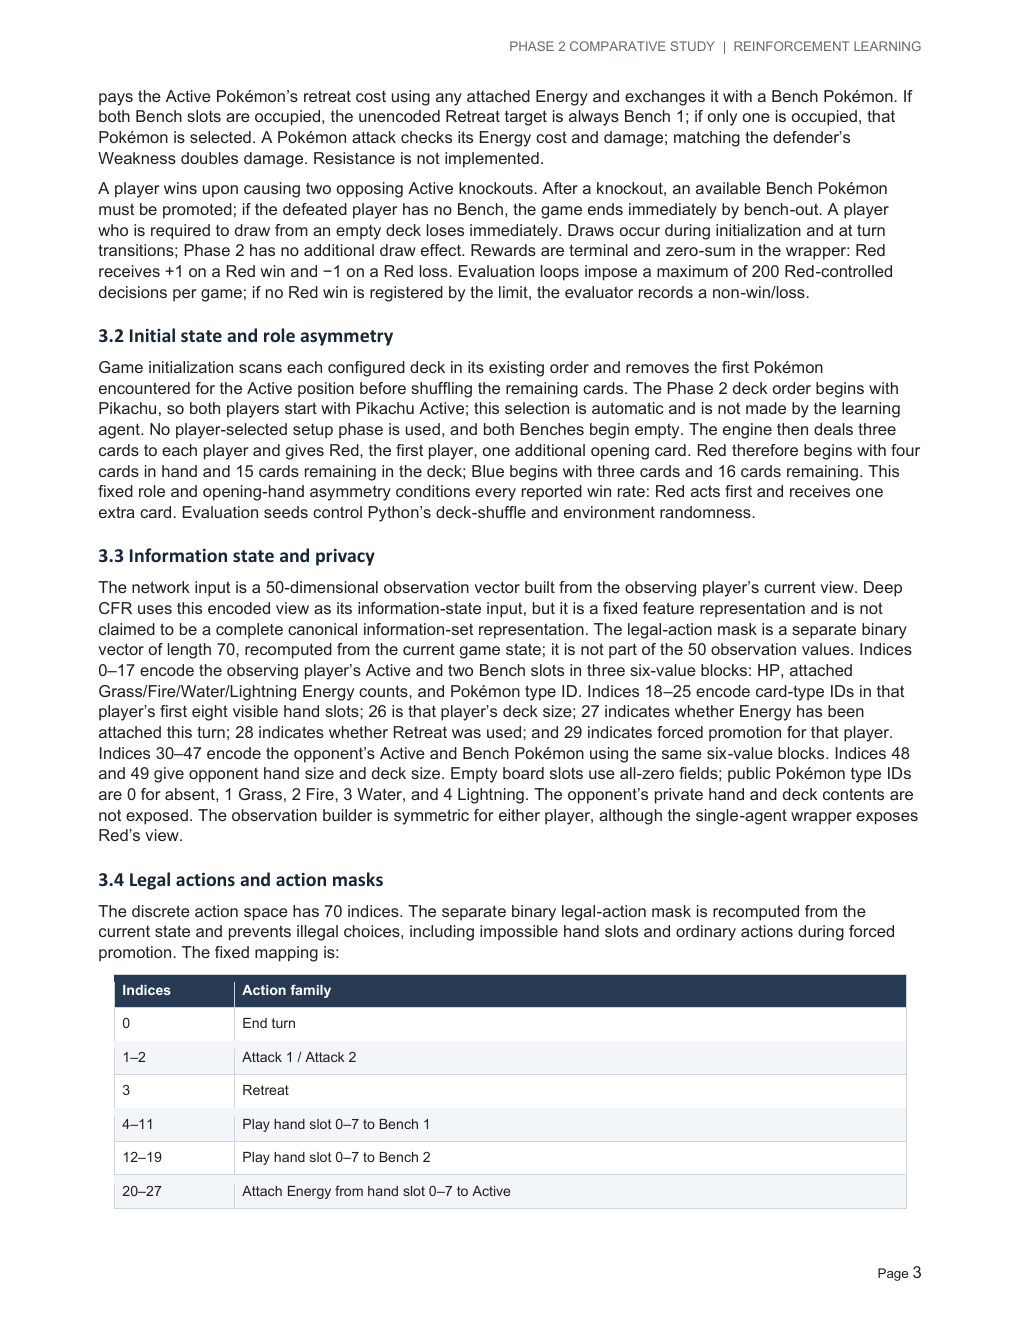 PHASE 2 COMPARATIVE STUDY | REINFORCEMENT LEARNING
pays the Active Pokémon’s retreat cost using any attached Energy and exchanges it with a Bench Pokémon. If
both Bench slots are occupied, the unencoded Retreat target is always Bench 1; if only one is occupied, that
Pokémon is selected. A Pokémon attack checks its Energy cost and damage; matching the defender’s
Weakness doubles damage. Resistance is not implemented.
A player wins upon causing two opposing Active knockouts. After a knockout, an available Bench Pokémon
must be promoted; if the defeated player has no Bench, the game ends immediately by bench-out. A player
who is required to draw from an empty deck loses immediately. Draws occur during initialization and at turn
transitions; Phase 2 has no additional draw effect. Rewards are terminal and zero-sum in the wrapper: Red
receives +1 on a Red win and −1 on a Red loss. Evaluation loops impose a maximum of 200 Red-controlled
decisions per game; if no Red win is registered by the limit, the evaluator records a non-win/loss.
3.2 Initial state and role asymmetry
Game initialization scans each configured deck in its existing order and removes the first Pokémon
encountered for the Active position before shuffling the remaining cards. The Phase 2 deck order begins with
Pikachu, so both players start with Pikachu Active; this selection is automatic and is not made by the learning
agent. No player-selected setup phase is used, and both Benches begin empty. The engine then deals three
cards to each player and gives Red, the first player, one additional opening card. Red therefore begins with four
cards in hand and 15 cards remaining in the deck; Blue begins with three cards and 16 cards remaining. This
fixed role and opening-hand asymmetry conditions every reported win rate: Red acts first and receives one
extra card. Evaluation seeds control Python’s deck-shuffle and environment randomness.
3.3 Information state and privacy
The network input is a 50-dimensional observation vector built from the observing player’s current view. Deep
CFR uses this encoded view as its information-state input, but it is a fixed feature representation and is not
claimed to be a complete canonical information-set representation. The legal-action mask is a separate binary
vector of length 70, recomputed from the current game state; it is not part of the 50 observation values. Indices
0–17 encode the observing player’s Active and two Bench slots in three six-value blocks: HP, attached
Grass/Fire/Water/Lightning Energy counts, and Pokémon type ID. Indices 18–25 encode card-type IDs in that
player’s first eight visible hand slots; 26 is that player’s deck size; 27 indicates whether Energy has been
attached this turn; 28 indicates whether Retreat was used; and 29 indicates forced promotion for that player.
Indices 30–47 encode the opponent’s Active and Bench Pokémon using the same six-value blocks. Indices 48
and 49 give opponent hand size and deck size. Empty board slots use all-zero fields; public Pokémon type IDs
are 0 for absent, 1 Grass, 2 Fire, 3 Water, and 4 Lightning. The opponent’s private hand and deck contents are
not exposed. The observation builder is symmetric for either player, although the single-agent wrapper exposes
Red’s view.
3.4 Legal actions and action masks
The discrete action space has 70 indices. The separate binary legal-action mask is recomputed from the
current state and prevents illegal choices, including impossible hand slots and ordinary actions during forced
promotion. The fixed mapping is:
Indices Action family
0 End turn
1–2 Attack 1 / Attack 2
3 Retreat
4–11 Play hand slot 0–7 to Bench 1
12–19 Play hand slot 0–7 to Bench 2
20–27 Attach Energy from hand slot 0–7 to Active
Page 3